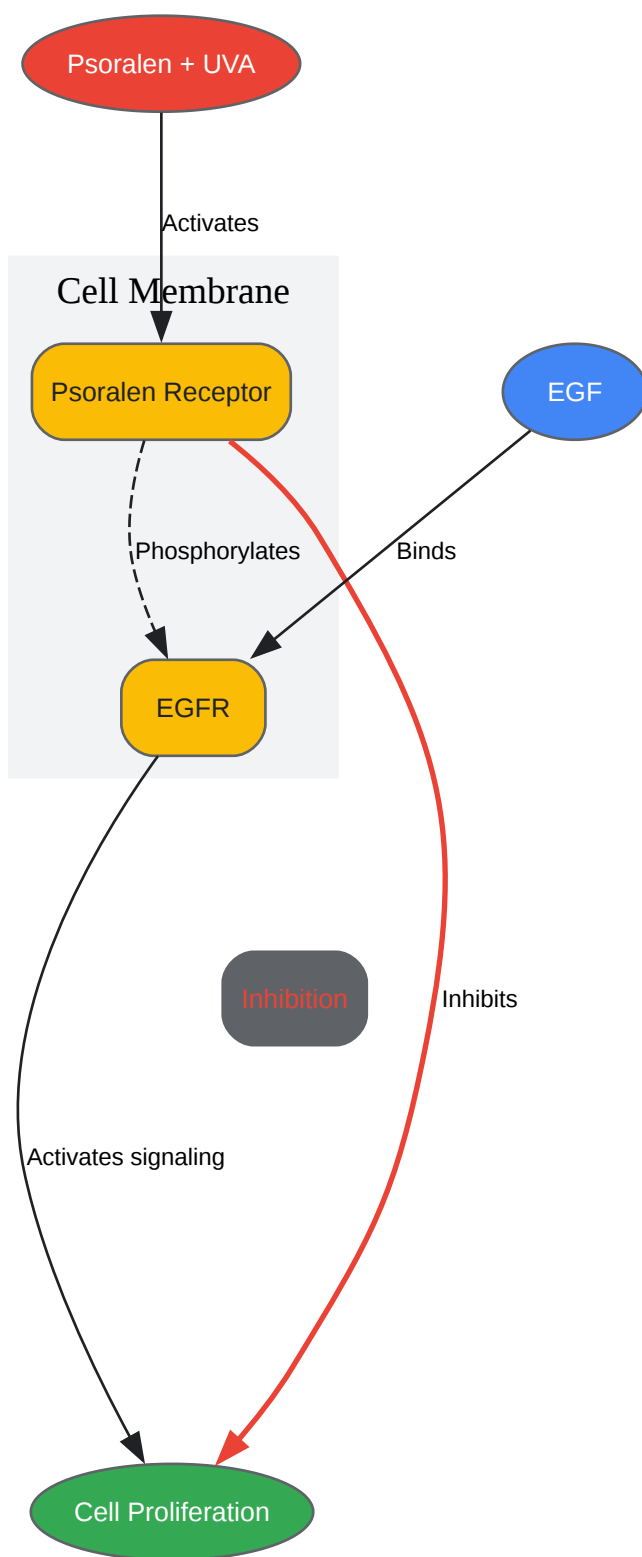 Psoralen + UVA
Activates
Cell Membrane
Psoralen Receptor
EGF
Phosphorylates
Binds
EGFR
Inhibition
Inhibits
Activates signaling
Cell Proliferation